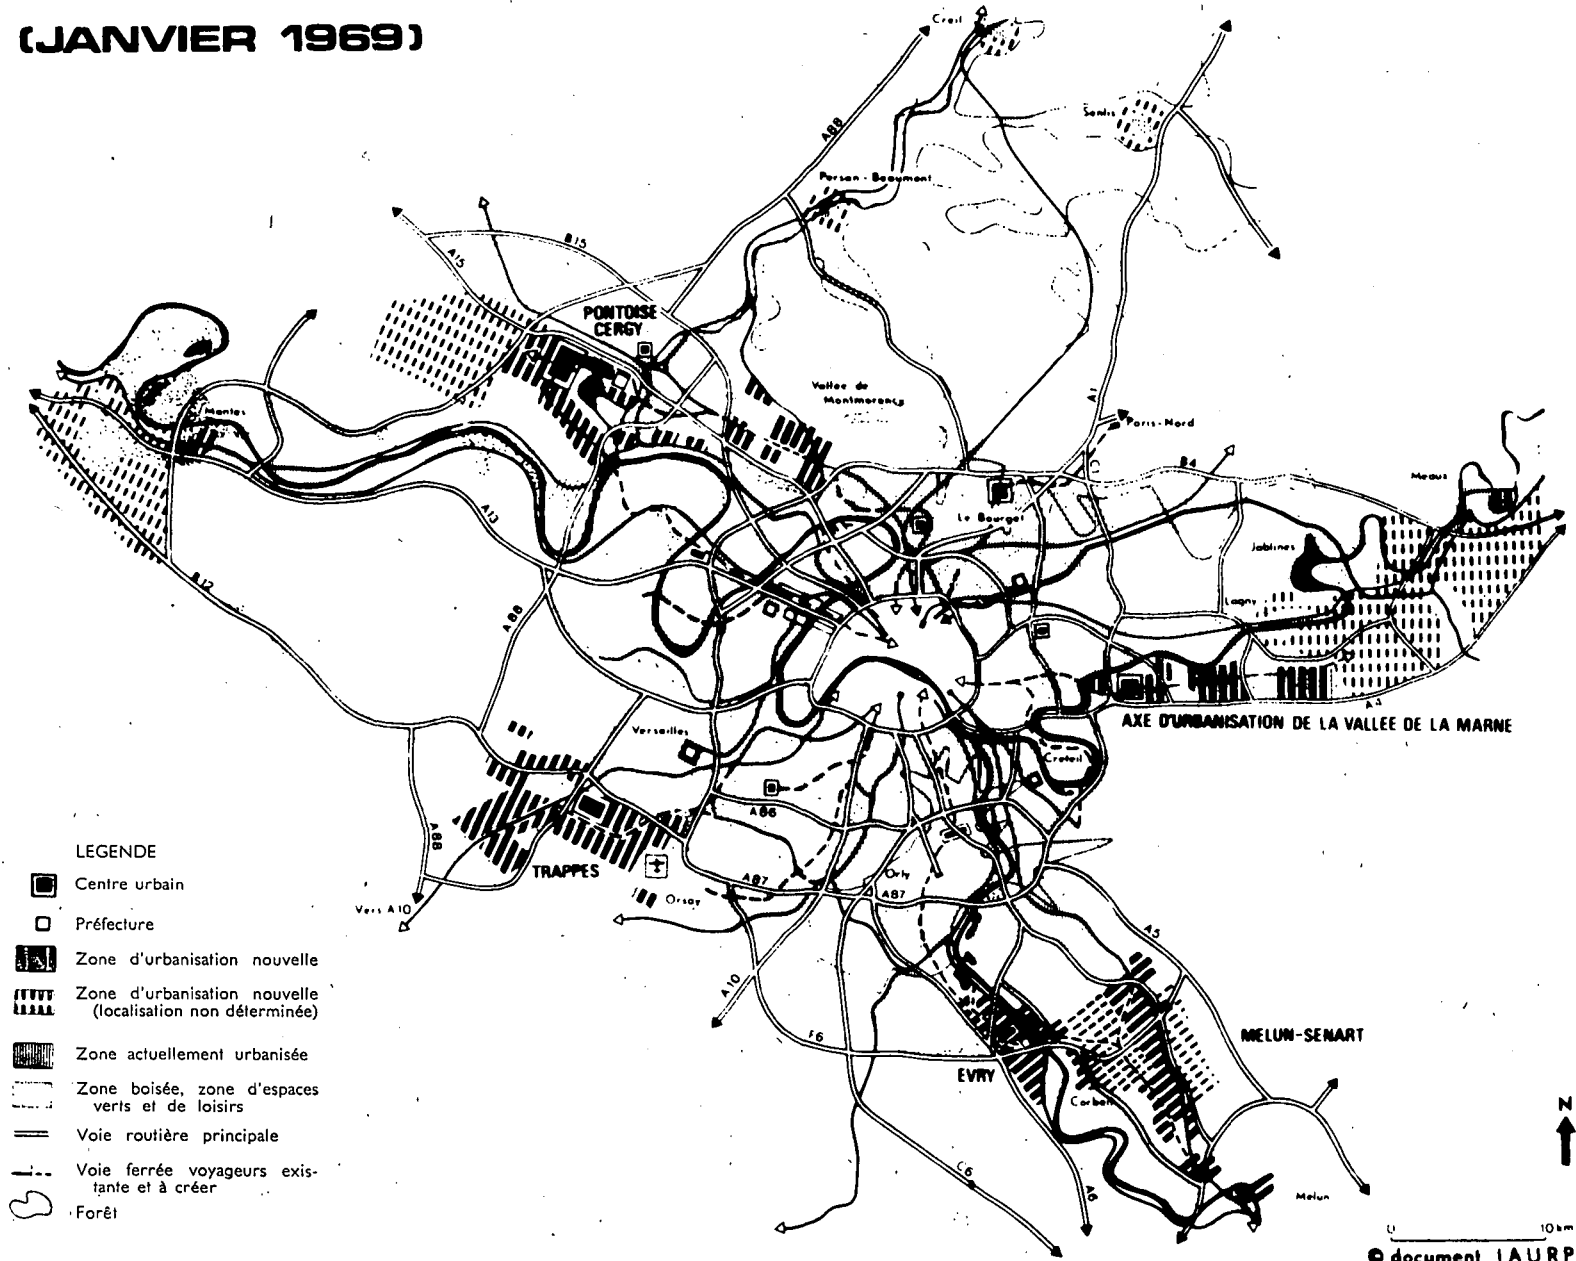 (JANVIER 1969)
Creil
Senlis
A88
Persan-Beaumont
B15
A15
PONTOISE
CERGY
Vallée de
Montmorency
A1
Mantes
Paris-Nord
B4
Meaux
A13
Le Bourget
Jablines
B12
Lagny
A88
A4
AXE D'URBANISATION DE LA VALLEE DE LA MARNE
Versailles
Creteil
A86
A88
TRAPPES
A87
Orly
A87
Orsay
Vers A10
A5
A10
F6
MELUN-SENART
EVRY
Corbeil
C6
A6
Melun
LEGENDE
Centre urbain
Préfecture
Zone d'urbanisation nouvelle
Zone d'urbanisation nouvelle
(localisation non déterminée)
Zone actuellement urbanisée
Zone boisée, zone d'espaces
verts et de loisirs
Voie routière principale
Voie ferrée voyageurs exis-
tante et à créer
Forêt
N
0 10 km
© document IAURP